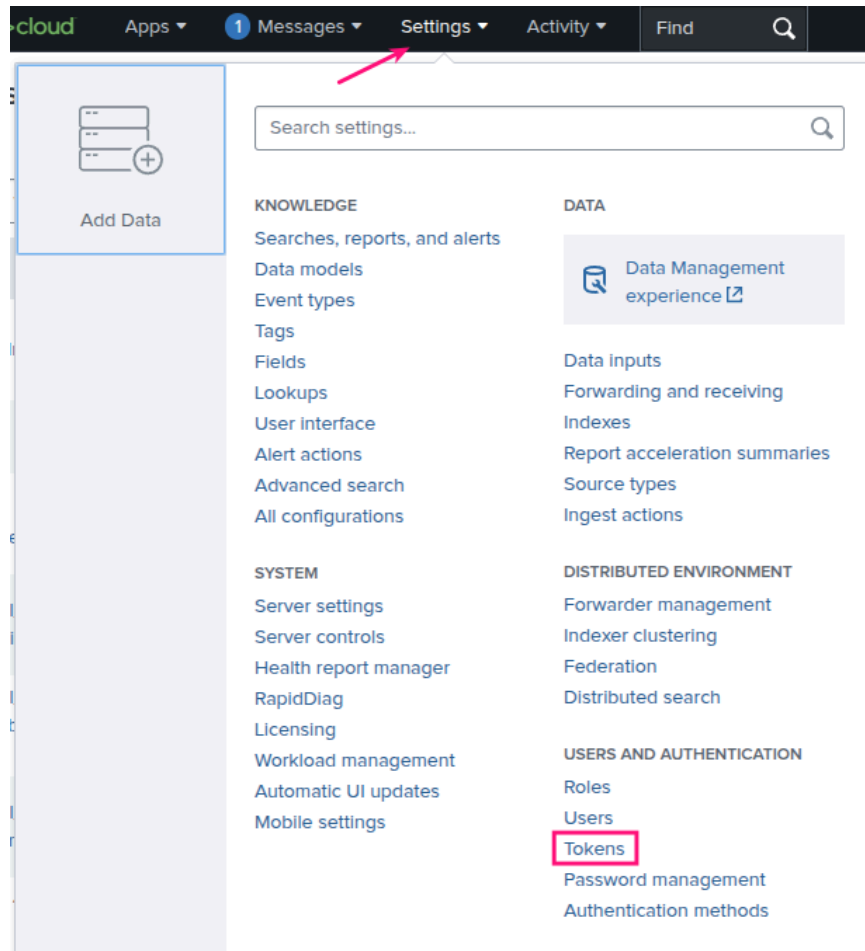 >cloud Apps 1 Messages Settings Activity Find
Add Data
Search settings...
KNOWLEDGE
Searches, reports, and alerts
Data models
Event types
Tags
Fields
Lookups
User interface
Alert actions
Advanced search
All configurations
SYSTEM
Server settings
Server controls
Health report manager
RapidDiag
Licensing
Workload management
Automatic UI updates
Mobile settings
DATA
Data Management
experience
Data inputs
Forwarding and receiving
Indexes
Report acceleration summaries
Source types
Ingest actions
DISTRIBUTED ENVIRONMENT
Forwarder management
Indexer clustering
Federation
Distributed search
USERS AND AUTHENTICATION
Roles
Users
Tokens
Password management
Authentication methods